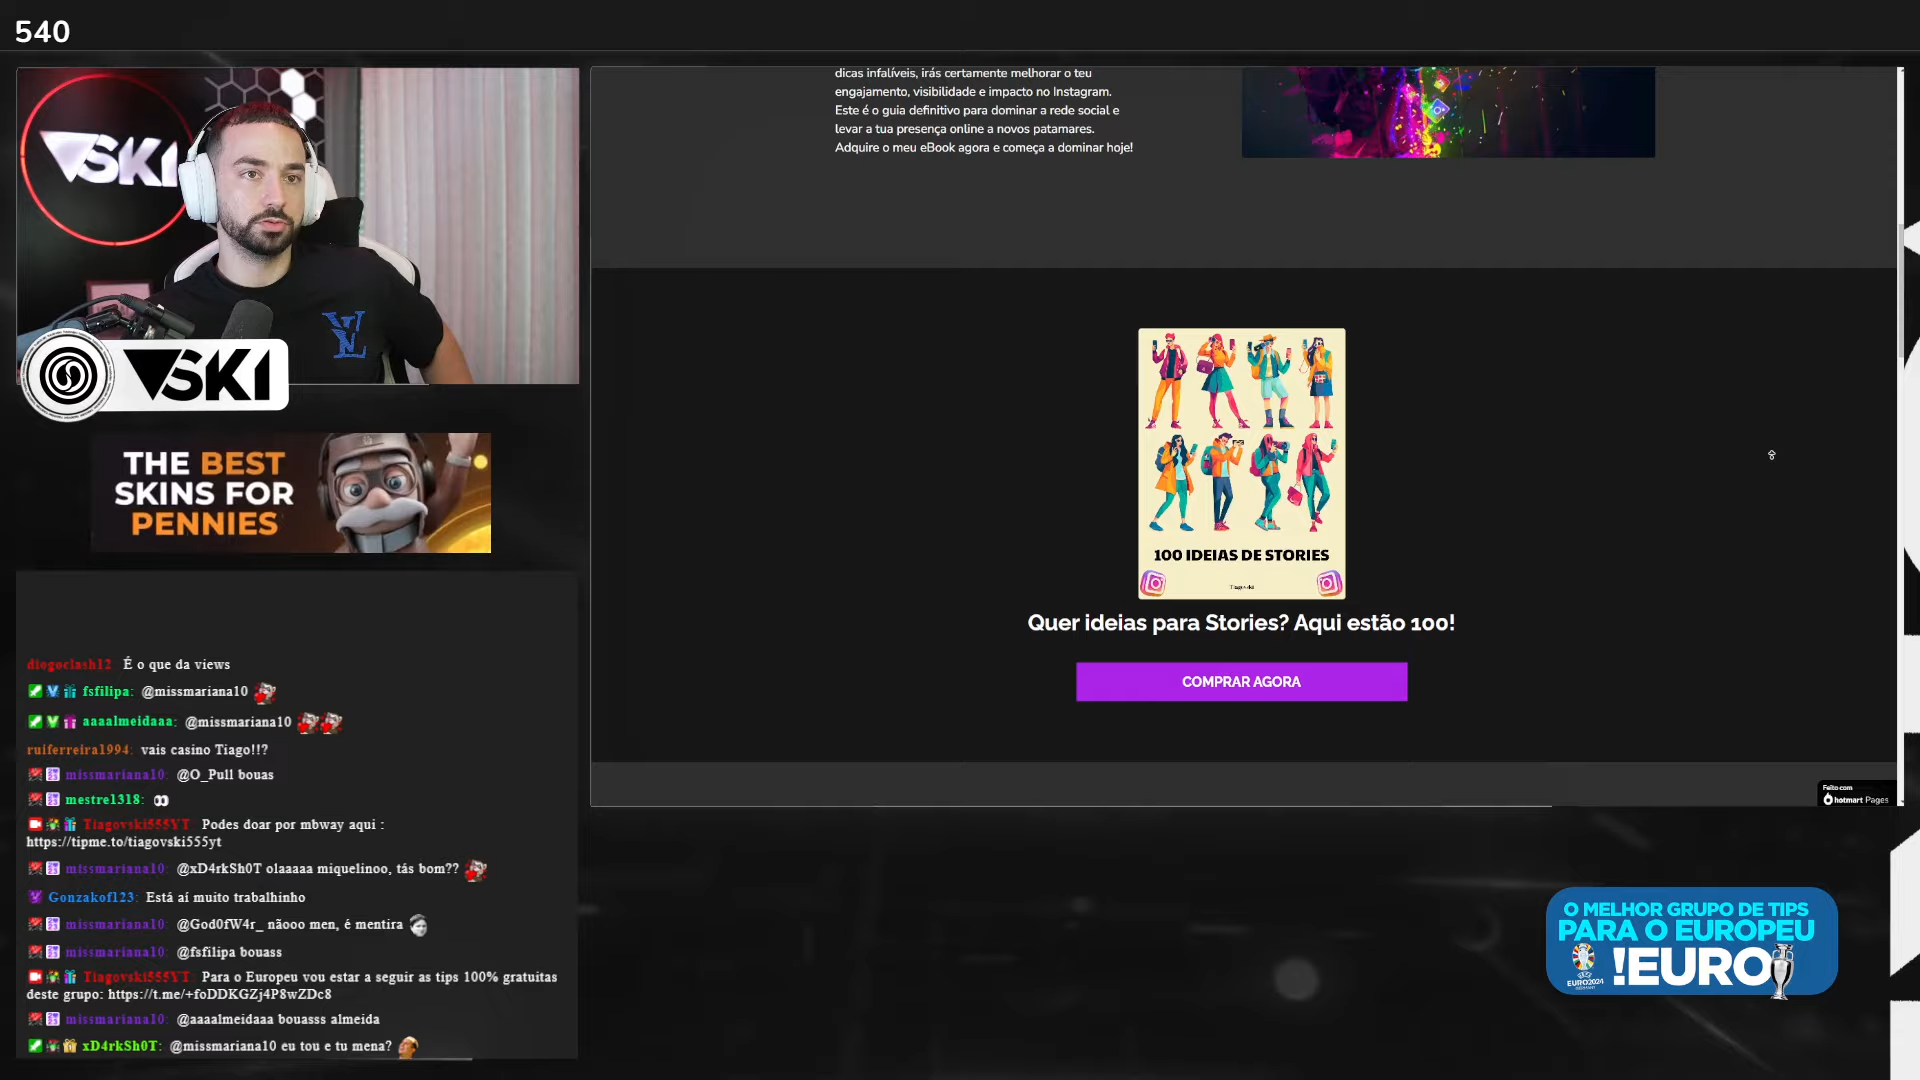 540
VSKI
VSKI
THE BEST
SKINS FOR
PENNIES
diogoclash12 É o que da views
fsfilipa: @missmariana10
aaaalmeidaaa: @missmariana10
ruiferreira1994: vais casino Tiago!!?
missmariana10: @O_Pull bouas
mestre1318:
Tiagovski555YT Podes doar por mbway aqui :
https://tipme.to/tiagovski555yt
missmariana10: @xD4rkSh0T olaaaaa miquelinoo, tás bom??
Gonzakof123: Está aí muito trabalhinho
missmariana10: @God0fW4r_ nãooo men, é mentira
missmariana10: @fsfilipa bouass
Tiagovski555YT Para o Europeu vou estar a seguir as tips 100% gratuitas
deste grupo: https://t.me/+foDDKGZj4P8wZDc8
missmariana10: @aaaalmeidaaa bouasss almeida
xD4rkSh0T: @missmariana10 eu tou e tu mena?
dicas infalíveis, irás certamente melhorar o teu
engajamento, visibilidade e impacto no Instagram.
Este é o guia definitivo para dominar a rede social e
levar a tua presença online a novos patamares.
Adquire o meu eBook agora e começa a dominar hoje!
100 IDEIAS DE STORIES
Quer ideias para Stories? Aqui estão 100!
COMPRAR AGORA
Feito com
hotmart Pages
O MELHOR GRUPO DE TIPS
PARA O EUROPEU
!EURO
EURO2024
GERMANY